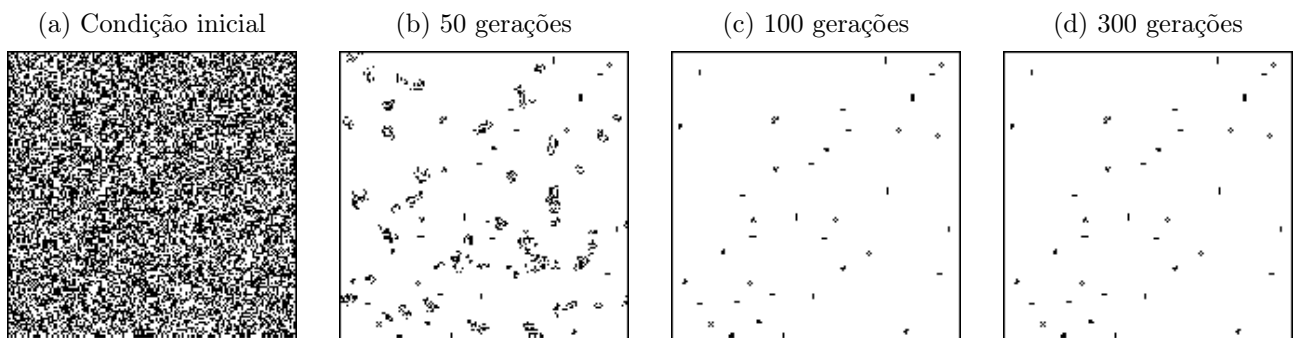 (a) Condição inicial
(b) 50 gerações
(c) 100 gerações
(d) 300 gerações